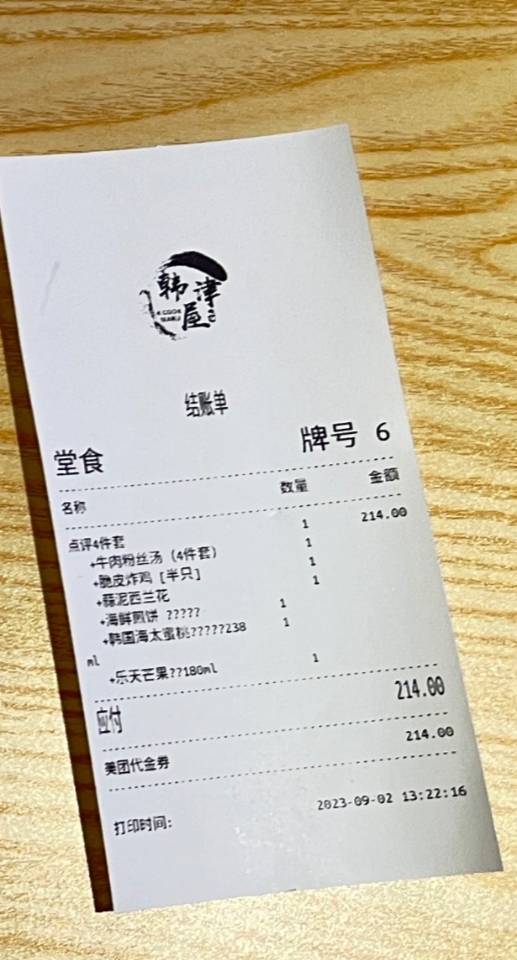 韩津
屋
结账单
堂食 牌号 6
名称 数量 金额
点评4件套 1 214.00
+牛肉粉丝汤 (4件套) 1
+脆皮炸鸡 [半只] 1
+蒜泥西兰花 1
+海鲜煎饼 ????? 1
+韩国海太蜜桃?????238 1
ml
+乐天芒果??180ml 1
应付 214.00
美团代金券 214.00
打印时间: 2023-09-02 13:22:16